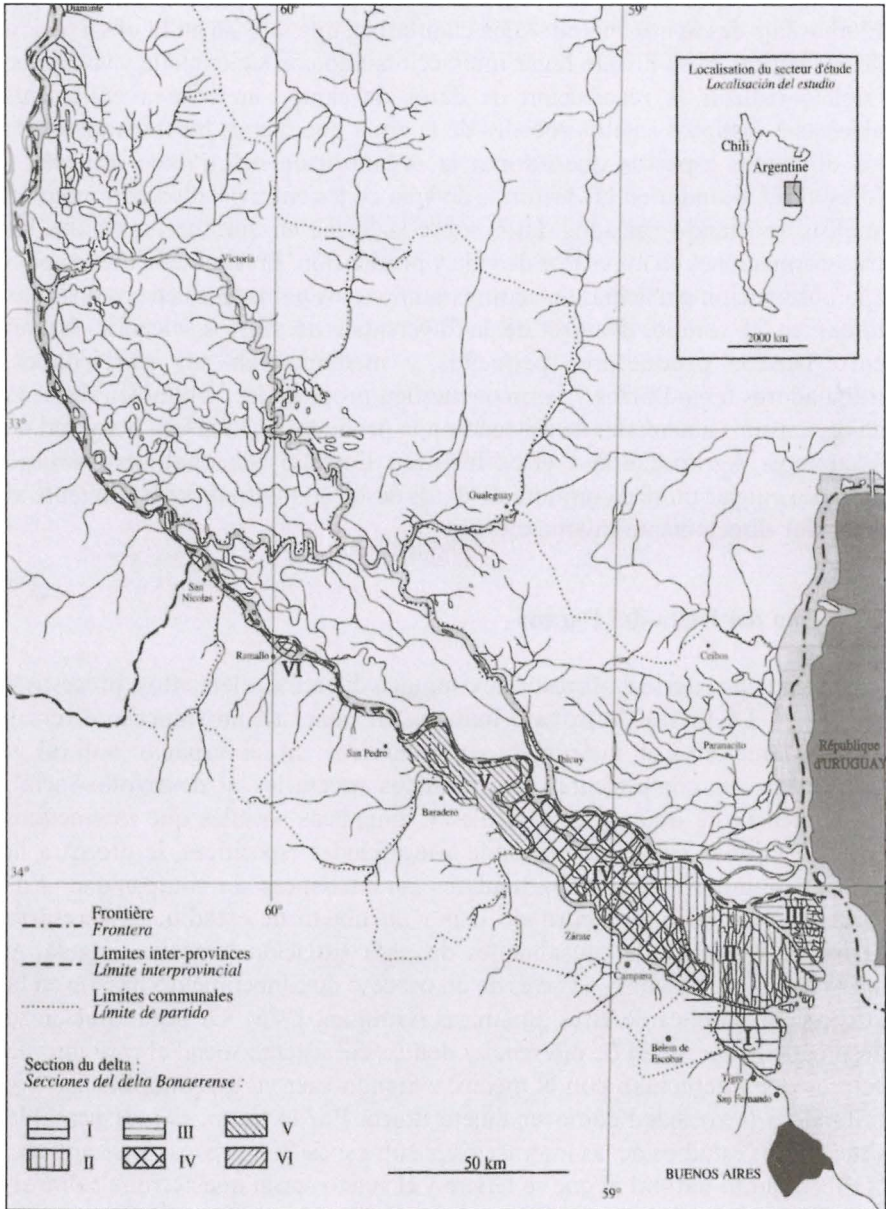 Diamante
60°
59°
Localisation du secteur d'étude
Localisación del estudio
Chili
Argentine
2000 km
Victoria
33°
Gualeguay
San
Nicolas
Ramallo
VI
Ceibas
San Pedro
Paranacito
République
d'URUGUAY
Ibicuy
V
Baradero
34°
60°
IV
III
Zarate
II
Campana
I
Belem de
Escobar
Tigre
San Fernando
Frontière
Frontera
Limites inter-provinces
Límite interprovincial
Limites communales
Límite de partido
Section du delta :
Secciones del delta Bonaerense :
I
III
V
II
IV
VI
50 km
59°
BUENOS AIRES